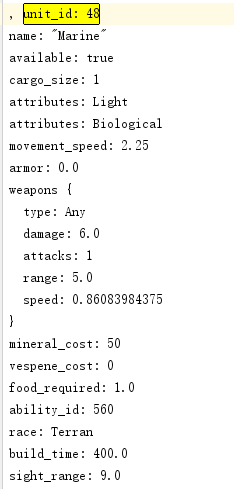 , unit_id: 48
name: "Marine"
available: true
cargo_size: 1
attributes: Light
attributes: Biological
movement_speed: 2.25
armor: 0.0
weapons {
  type: Any
  damage: 6.0
  attacks: 1
  range: 5.0
  speed: 0.86083984375
}
mineral_cost: 50
vespene_cost: 0
food_required: 1.0
ability_id: 560
race: Terran
build_time: 400.0
sight_range: 9.0